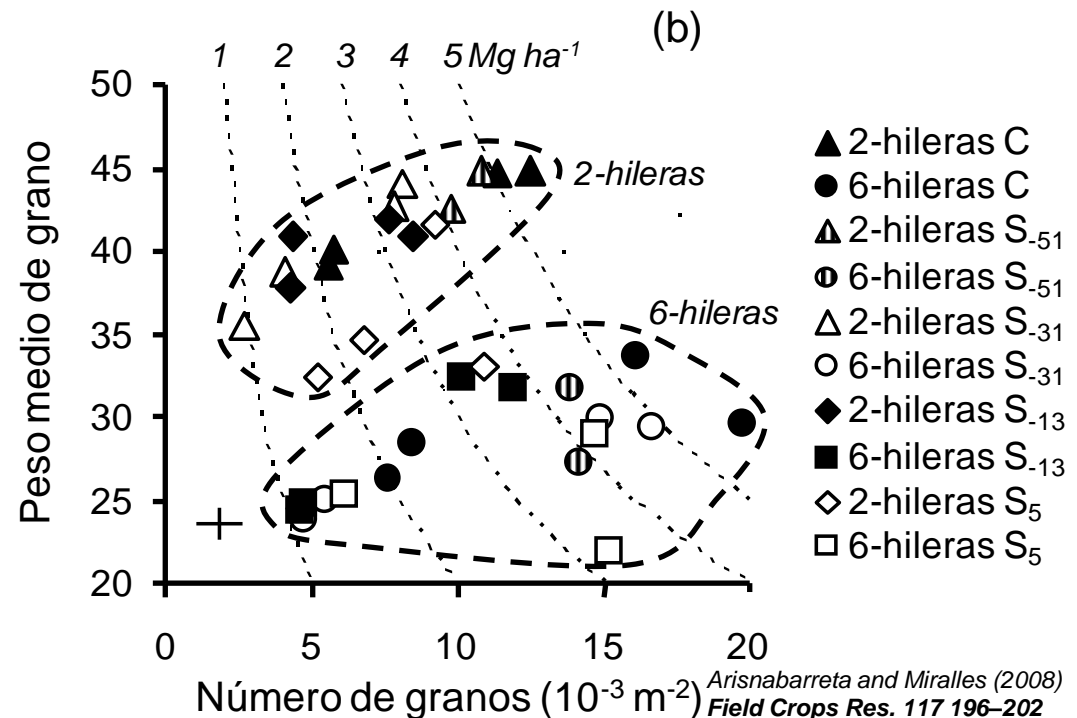 (b)
1 2 3 4 5 Mg ha⁻¹
50
45
40
35
30
25
20
Peso medio de grano
2-hileras
6-hileras
2-hileras C
6-hileras C
2-hileras S₋₅₁
6-hileras S₋₅₁
2-hileras S₋₃₁
6-hileras S₋₃₁
2-hileras S₋₁₃
6-hileras S₋₁₃
2-hileras S₅
6-hileras S₅
0 5 10 15 20
Número de granos (10⁻³ m⁻²)
Arisnabarreta and Miralles (2008)
Field Crops Res. 117 196–202